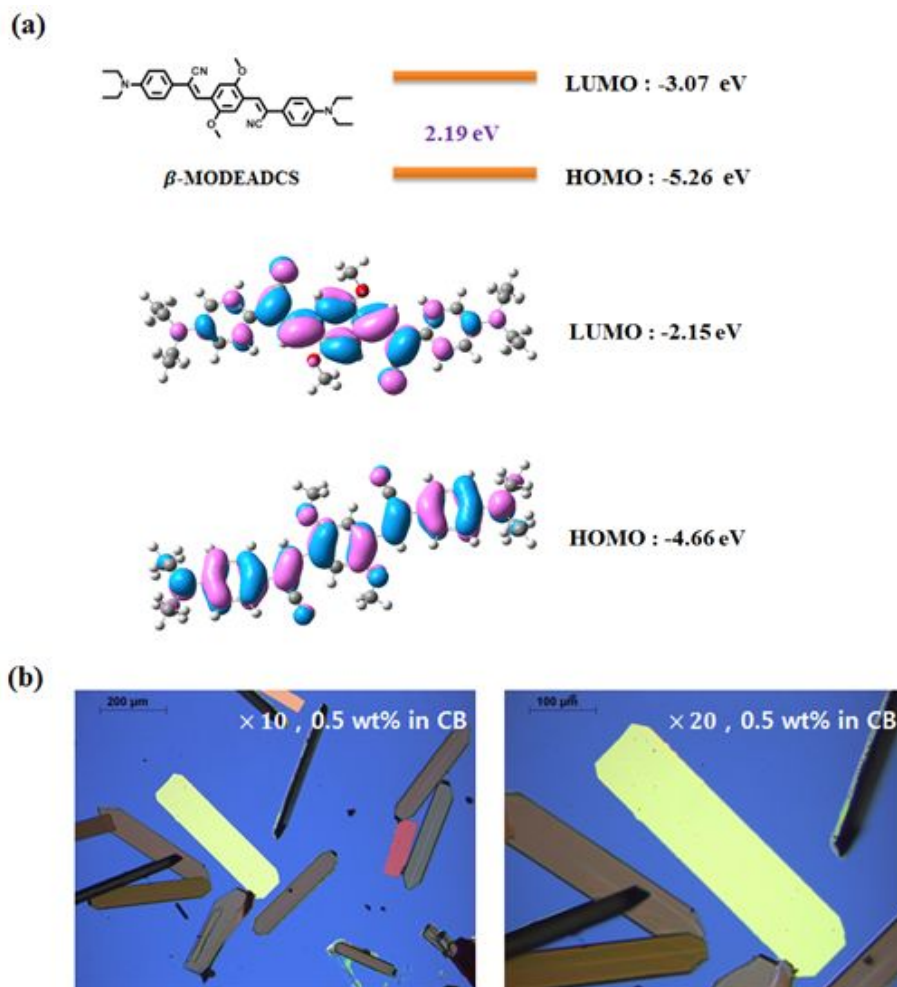 (a)
N
CN
O
O
CN
N
β-MODEADCS
LUMO : -3.07 eV
2.19 eV
HOMO : -5.26 eV
LUMO : -2.15 eV
HOMO : -4.66 eV
(b)
200 μm
× 10 , 0.5 wt% in CB
100 μm
× 20 , 0.5 wt% in CB